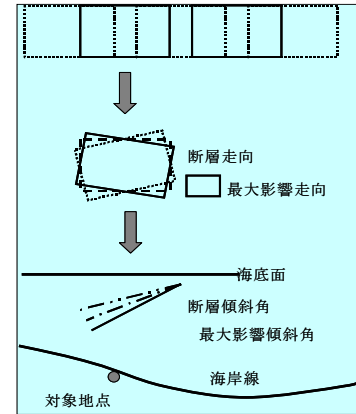 断層走向
最大影響走向
海底面
断層傾斜角
最大影響傾斜角
海岸線
対象地点